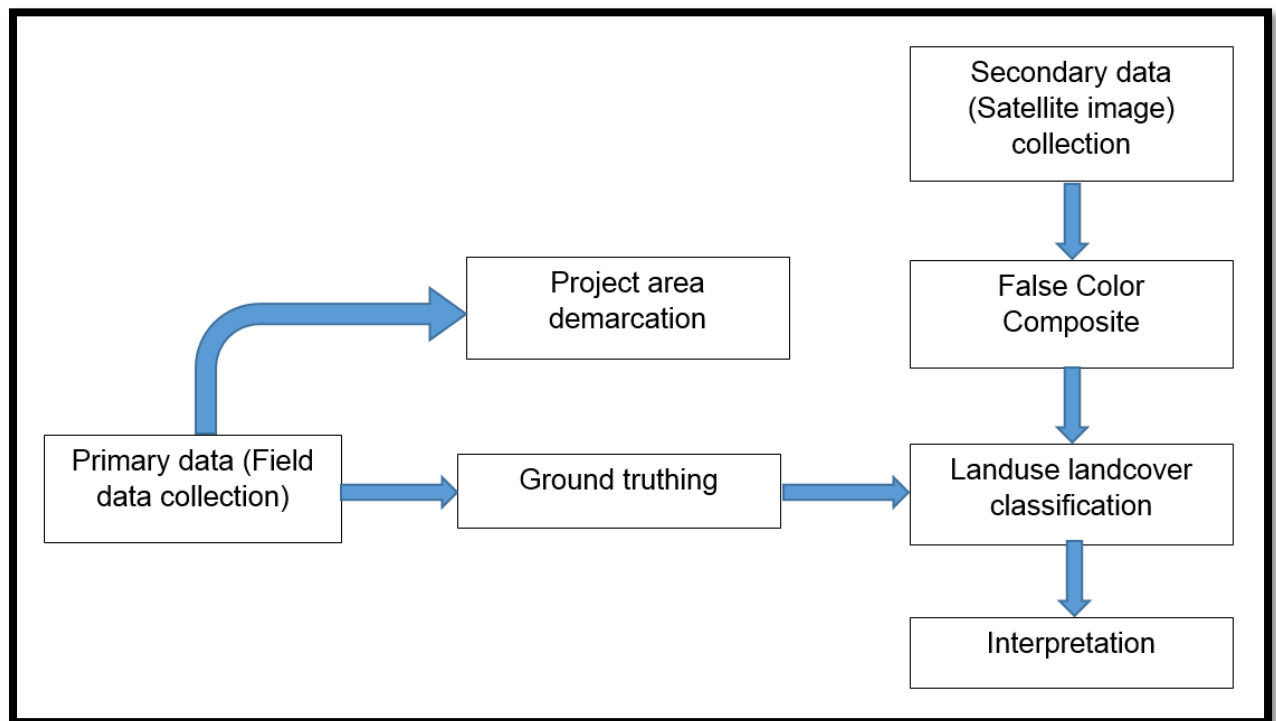 Secondary data
(Satellite image)
collection
Project area
demarcation
False Color
Composite
Primary data (Field
data collection)
Ground truthing
Landuse landcover
classification
Interpretation